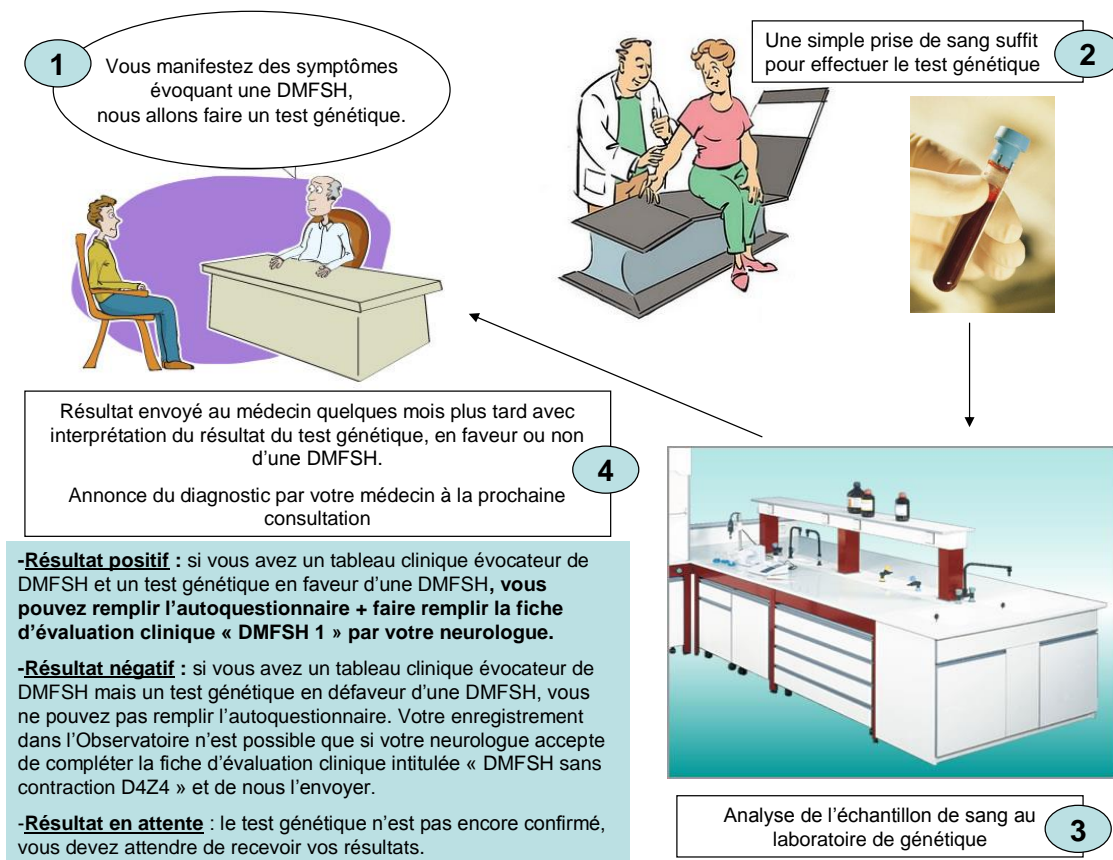 1
Vous manifestez des symptômes
évoquant une DMFSH,
nous allons faire un test génétique.
Une simple prise de sang suffit
pour effectuer le test génétique
2
Résultat envoyé au médecin quelques mois plus tard avec
interprétation du résultat du test génétique, en faveur ou non
d’une DMFSH.
Annonce du diagnostic par votre médecin à la prochaine
consultation
4
-Résultat positif : si vous avez un tableau clinique évocateur de
DMFSH et un test génétique en faveur d’une DMFSH, vous
pouvez remplir l’autoquestionnaire + faire remplir la fiche
d’évaluation clinique « DMFSH 1 » par votre neurologue.
-Résultat négatif : si vous avez un tableau clinique évocateur de
DMFSH mais un test génétique en défaveur d’une DMFSH, vous
ne pouvez pas remplir l’autoquestionnaire. Votre enregistrement
dans l’Observatoire n’est possible que si votre neurologue accepte
de compléter la fiche d’évaluation clinique intitulée « DMFSH sans
contraction D4Z4 » et de nous l’envoyer.
-Résultat en attente : le test génétique n’est pas encore confirmé,
vous devez attendre de recevoir vos résultats.
Analyse de l’échantillon de sang au
laboratoire de génétique
3